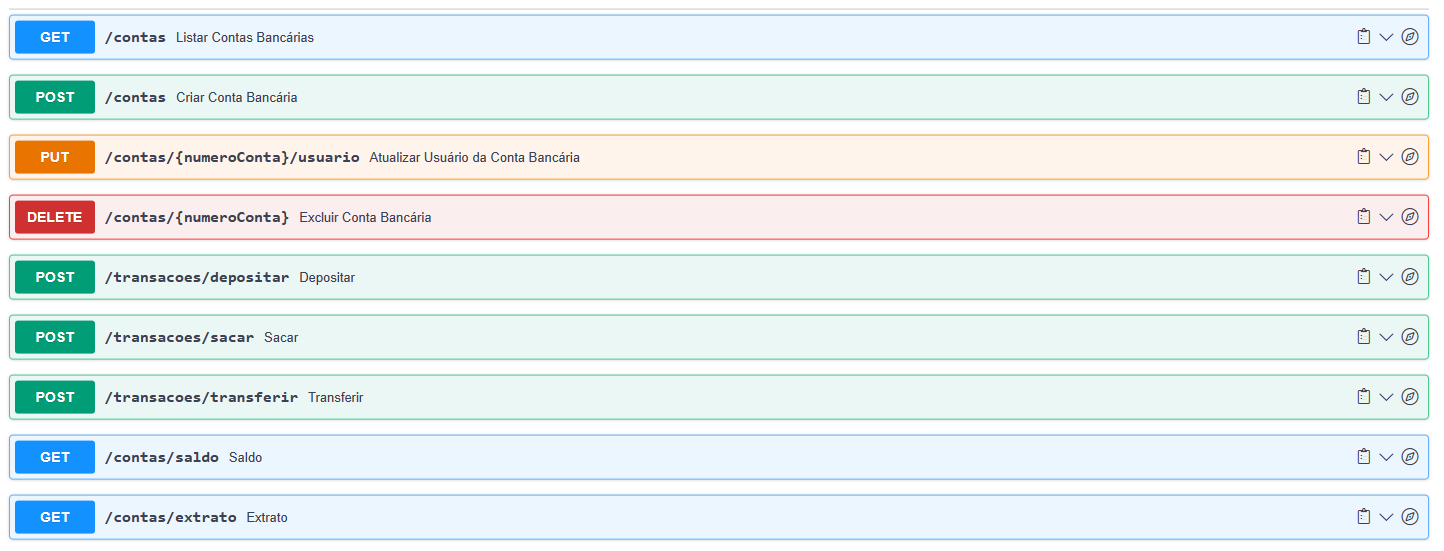 GET /contas Listar Contas Bancárias
POST /contas Criar Conta Bancária
PUT /contas/{numeroConta}/usuario Atualizar Usuário da Conta Bancária
DELETE /contas/{numeroConta} Excluir Conta Bancária
POST /transacoes/depositar Depositar
POST /transacoes/sacar Sacar
POST /transacoes/transferir Transferir
GET /contas/saldo Saldo
GET /contas/extrato Extrato